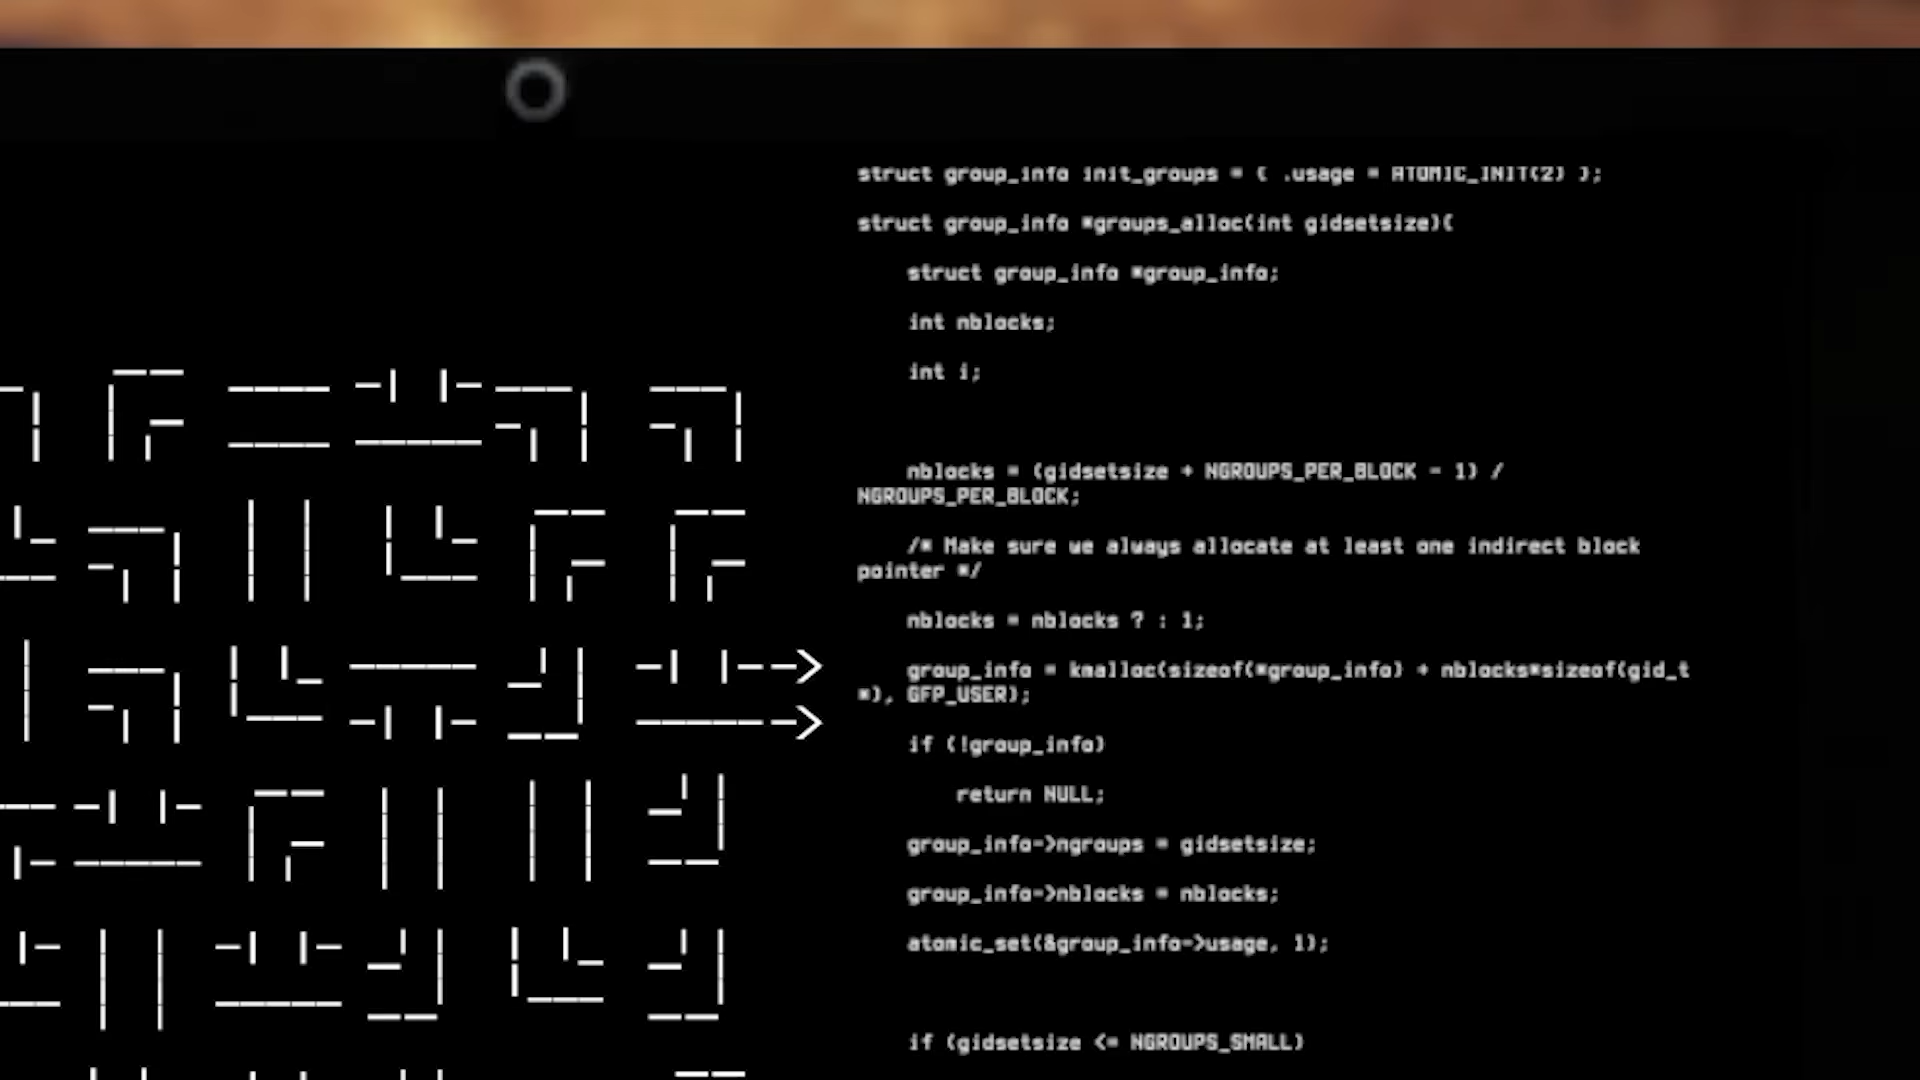 struct group_info init_groups = { .usage = ATOMIC_INIT(2) };
struct group_info *groups_alloc(int gidsetsize){
struct group_info *group_info;
int nblocks;
int i;
nblocks = (gidsetsize + NGROUPS_PER_BLOCK - 1) /
NGROUPS_PER_BLOCK;
/* Make sure we always allocate at least one indirect block
pointer */
nblocks = nblocks ? : 1;
group_info = kmalloc(sizeof(*group_info) + nblocks*sizeof(gid_t
*), GFP_USER);
if (!group_info)
return NULL;
group_info->ngroups = gidsetsize;
group_info->nblocks = nblocks;
atomic_set(&group_info->usage, 1);
if (gidsetsize <= NGROUPS_SMALL)